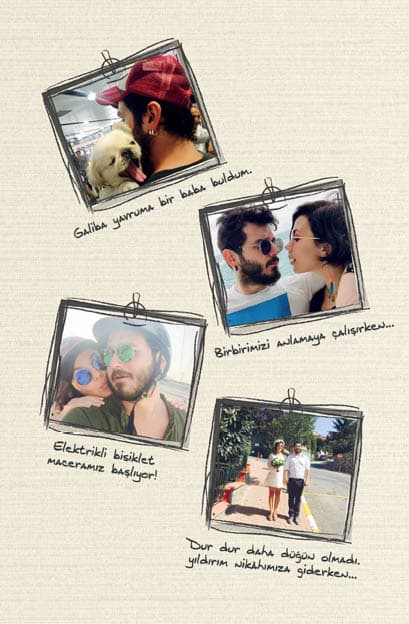 Galiba yavruma bir baba buldum.
Birbirimizi anlamaya çalışırken...
Elektrikli bisiklet
maceramız başlıyor!
Dur dur daha düğün olmadı.
yıldırım nikahımıza giderken...